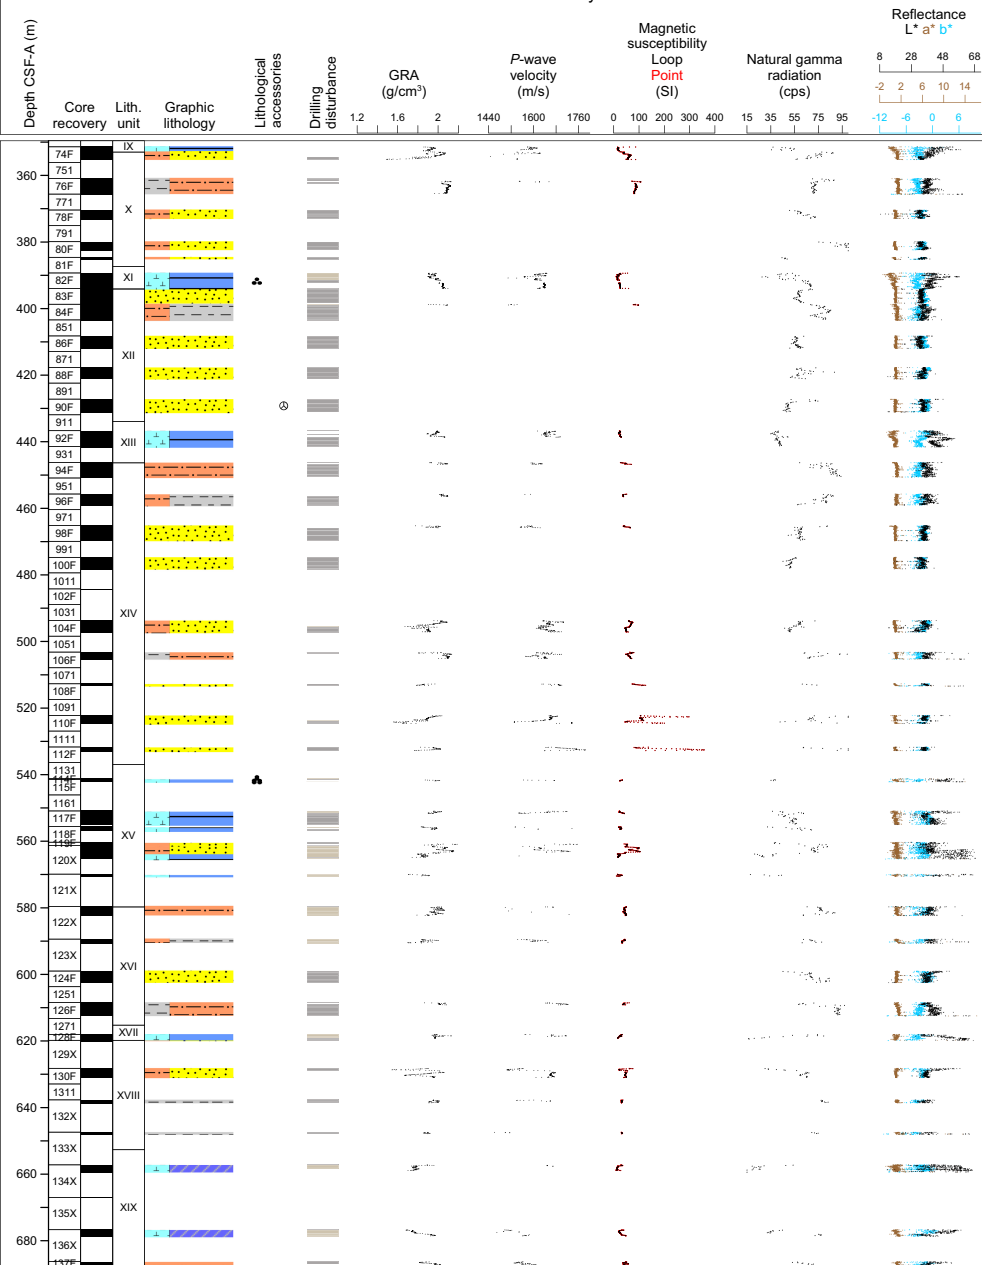 Depth CSF-A (m)
Core
recovery
Lith.
unit
Graphic
lithology
Lithological
accessories
Drilling
disturbance
GRA
(g/cm³)
1.2 1.6 2
P-wave
velocity
(m/s)
1440 1600 1760
Magnetic
susceptibility
Loop
Point
(SI)
0 100 200 300 400
Natural gamma
radiation
(cps)
15 35 55 75 95
Reflectance
L* a* b*
8 28 48 68
-2 2 6 10 14
-12 -6 0 6
360
380
400
420
440
460
480
500
520
540
560
580
600
620
640
660
680
74F
751
76F
771
78F
791
80F
81F
82F
83F
84F
851
86F
871
88F
891
90F
911
92F
931
94F
951
96F
971
98F
991
100F
1011
102F
1031
104F
1051
106F
1071
108F
1091
110F
1111
112F
1131
114F
115F
1161
117F
118F
119F
120X
121X
122X
123X
124F
1251
126F
1271
128F
129X
130F
1311
132X
133X
134X
135X
136X
137F
IX
X
XI
XII
XIII
XIV
XV
XVI
XVII
XVIII
XIX